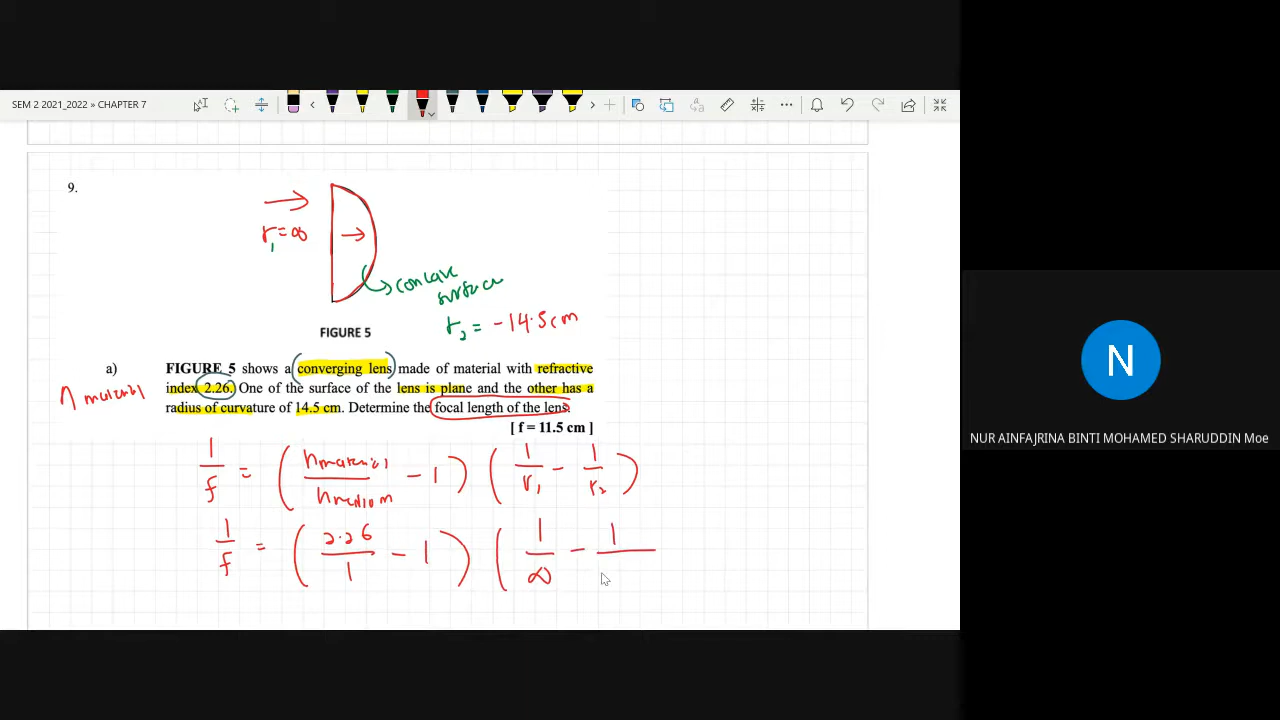 SEM 2 2021_2022 » CHAPTER 7
9.
r₁ = ∞
concave
surface
r₂ = -14.5cm
FIGURE 5
a)
FIGURE 5 shows a converging lens made of material with refractive
index 2.26. One of the surface of the lens is plane and the other has a
radius of curvature of 14.5 cm. Determine the focal length of the lens.
[ f = 11.5 cm ]
n material
1/f = (n material/n medium - 1) (1/r₁ - 1/r₂)
1/f = (2.26/1 - 1) (1/∞ - 1/
N
NUR AINFAJRINA BINTI MOHAMED SHARUDDIN Moe